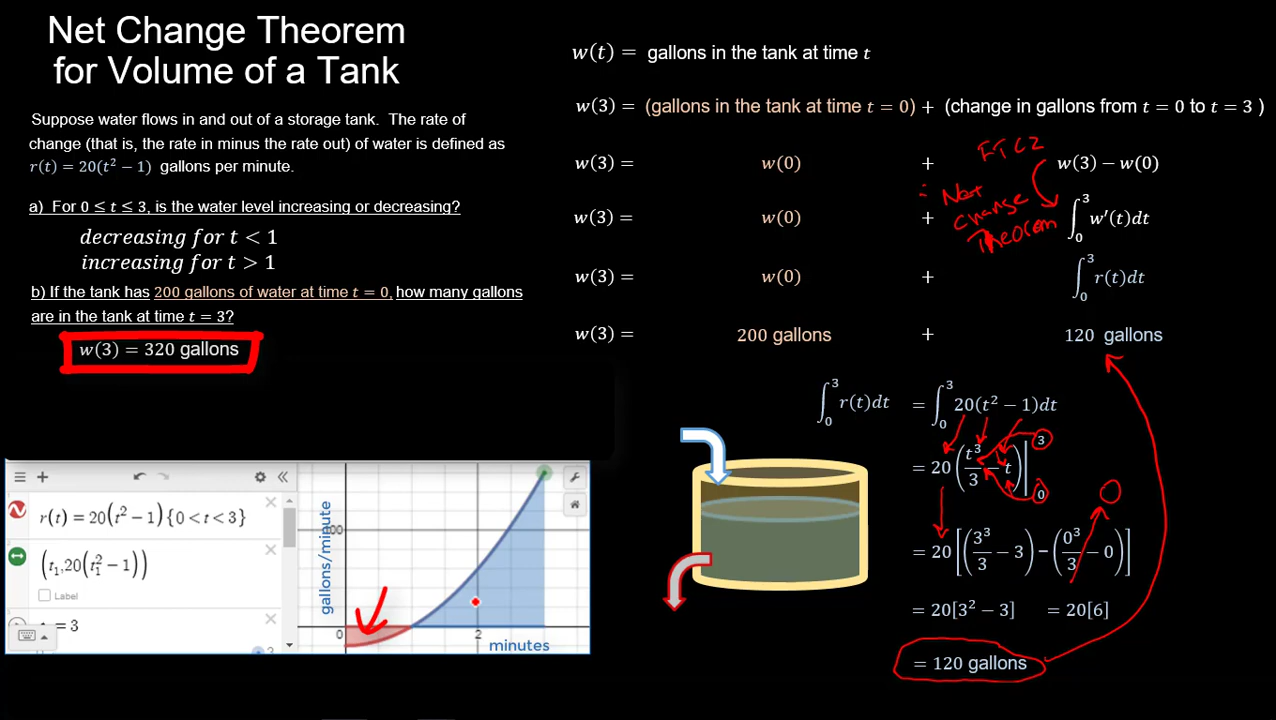 Net Change Theorem
for Volume of a Tank
Suppose water flows in and out of a storage tank. The rate of
change (that is, the rate in minus the rate out) of water is defined as
r(t) = 20(t² − 1) gallons per minute.
a) For 0 ≤ t ≤ 3, is the water level increasing or decreasing?
decreasing for t < 1
increasing for t > 1
b) If the tank has 200 gallons of water at time t = 0, how many gallons
are in the tank at time t = 3?
w(3) = 320 gallons
w(t) = gallons in the tank at time t
w(3) = (gallons in the tank at time t = 0) + (change in gallons from t = 0 to t = 3 )
FTC2
w(3) = w(0) + w(3) − w(0)
= Net
Change
Theorem
w(3) = w(0) + ∫₀³ w′(t)dt
w(3) = w(0) + ∫₀³ r(t)dt
w(3) = 200 gallons + 120 gallons
∫₀³ r(t)dt = ∫₀³ 20(t² − 1)dt
= 20 (t³/3 − t)|₀³
0
= 20 [(3³/3 − 3) − (0³/3 − 0)]
= 20[3² − 3] = 20[6]
= 120 gallons
r(t) = 20(t² − 1){0 < t < 3}
(t₁, 20(t₁² − 1))
Label
= 3
gallons/minute
100
0
2
minutes